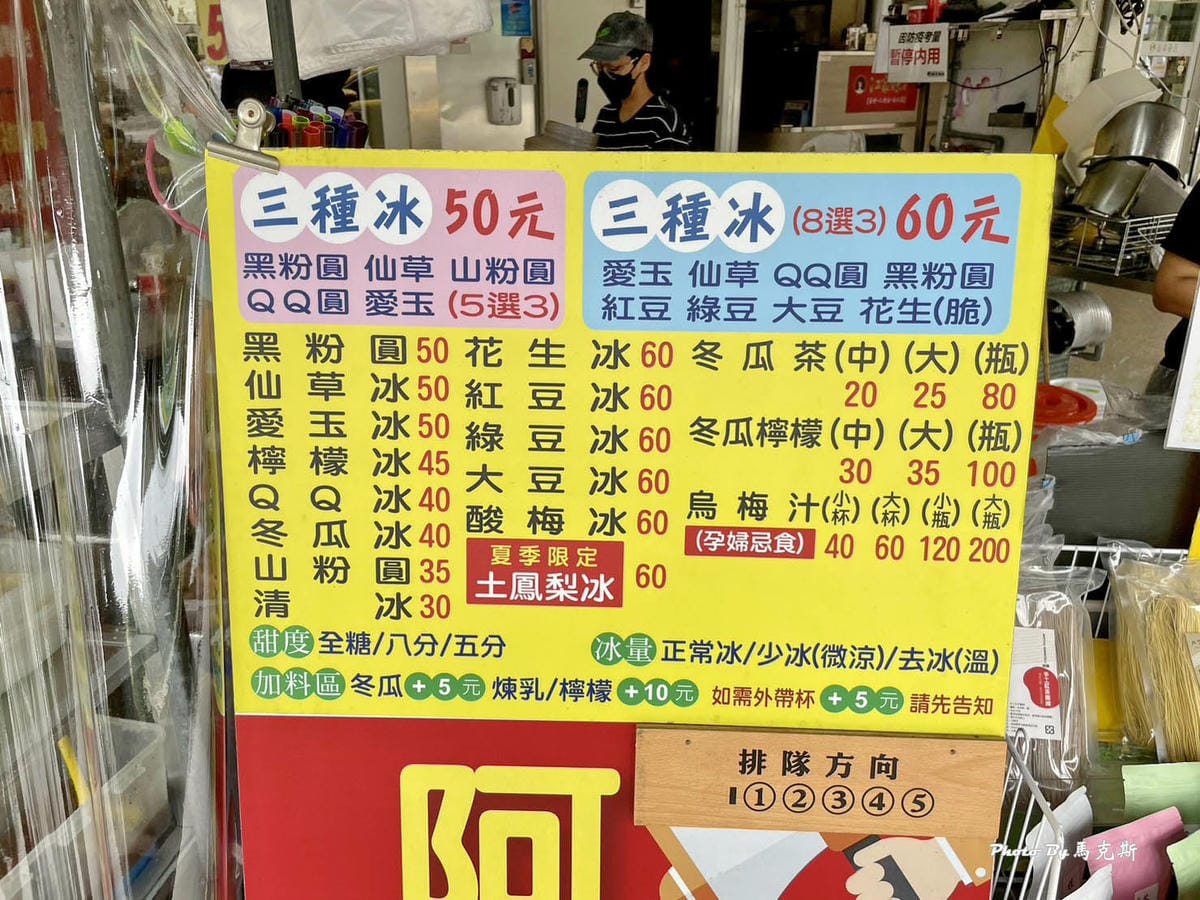 因防疫考量
暫停內用
三種冰 50元
黑粉圓 仙草 山粉圓
QQ圓 愛玉 (5選3)
三種冰 (8選3) 60元
愛玉 仙草 QQ圓 黑粉圓
紅豆 綠豆 大豆 花生(脆)
黑粉圓 50
仙草冰 50
愛玉冰 50
檸檬冰 45
QQ冰 40
冬瓜冰 40
山粉圓 35
清冰 30
花生冰 60
紅豆冰 60
綠豆冰 60
大豆冰 60
酸梅冰 60
夏季限定
土鳳梨冰 60
冬瓜茶 (中) (大) (瓶)
20 25 80
冬瓜檸檬 (中) (大) (瓶)
30 35 100
烏梅汁 (小杯) (大杯) (小瓶) (大瓶)
(孕婦忌食) 40 60 120 200
甜度 全糖/八分/五分
冰量 正常冰/少冰(微涼)/去冰(溫)
加料區 冬瓜+5元 煉乳/檸檬+10元 如需外帶杯+5元 請先告知
排隊方向
①②③④⑤
阿
Photo By 馬克斯